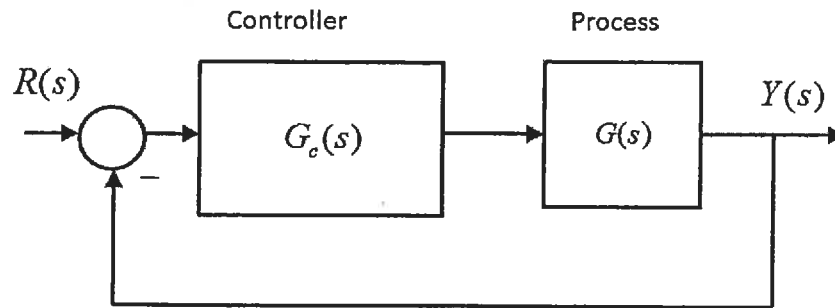 Controller
Process
R(s)
Y(s)
G_c(s)
G(s)
−